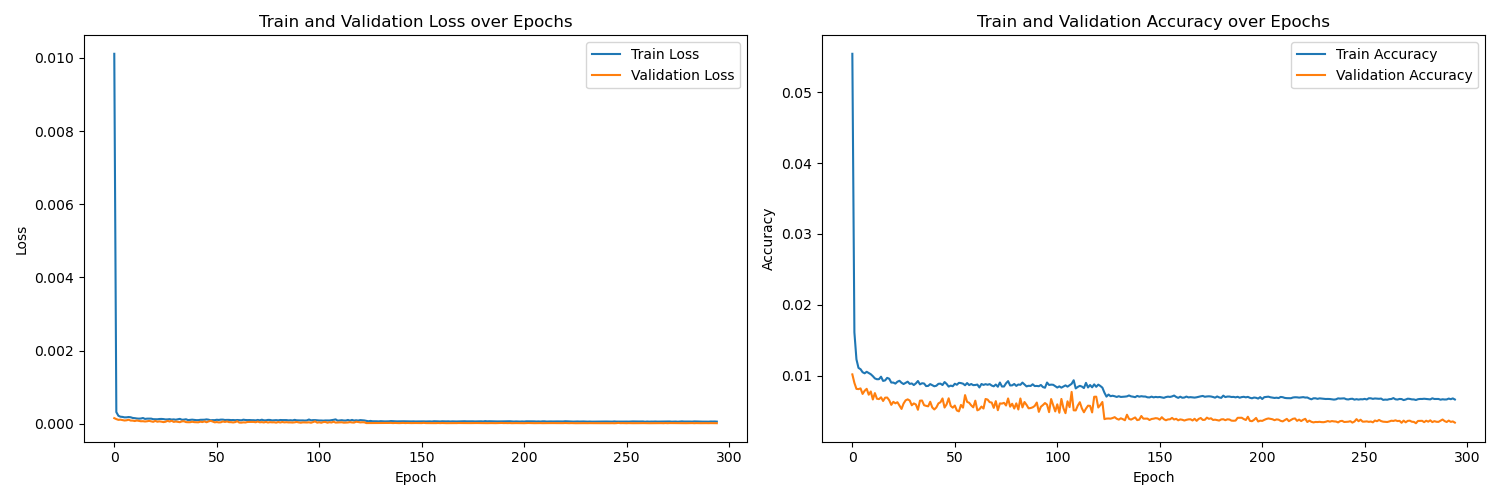 Train and Validation Loss over Epochs
Train Loss
Validation Loss
0.010
0.008
0.006
0.004
0.002
0.000
Loss
0
50
100
150
200
250
300
Epoch
Train and Validation Accuracy over Epochs
Train Accuracy
Validation Accuracy
0.05
0.04
0.03
0.02
0.01
Accuracy
0
50
100
150
200
250
300
Epoch